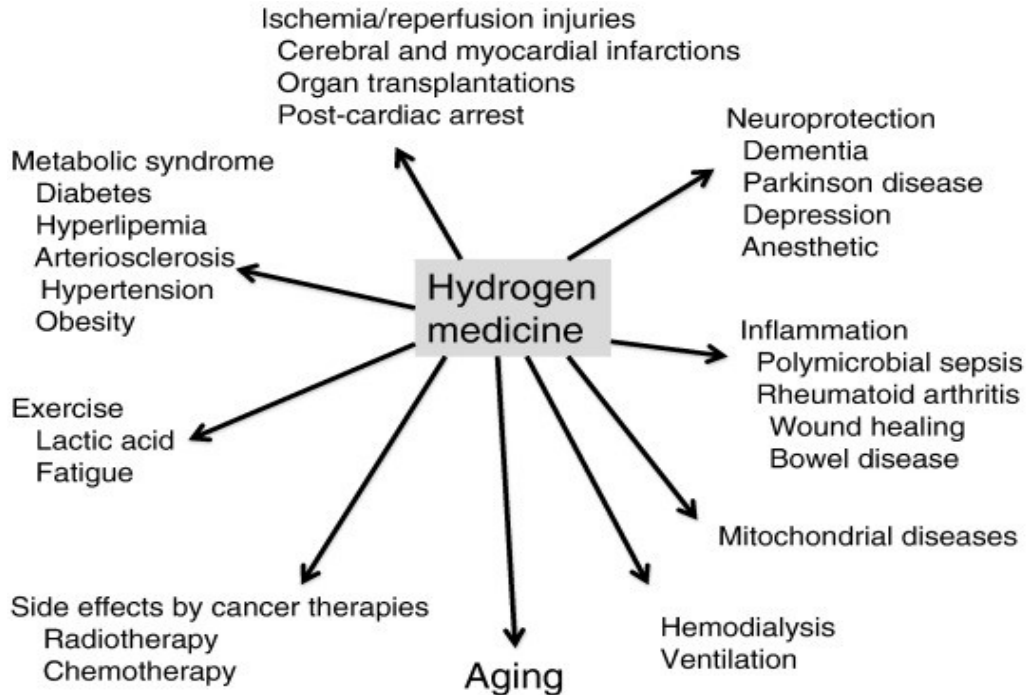 Ischemia/reperfusion injuries
Cerebral and myocardial infarctions
Organ transplantations
Post-cardiac arrest
Neuroprotection
Dementia
Parkinson disease
Depression
Anesthetic
Metabolic syndrome
Diabetes
Hyperlipemia
Arteriosclerosis
Hypertension
Obesity
Hydrogen
medicine
Inflammation
Polymicrobial sepsis
Rheumatoid arthritis
Wound healing
Bowel disease
Exercise
Lactic acid
Fatigue
Mitochondrial diseases
Side effects by cancer therapies
Radiotherapy
Chemotherapy
Aging
Hemodialysis
Ventilation